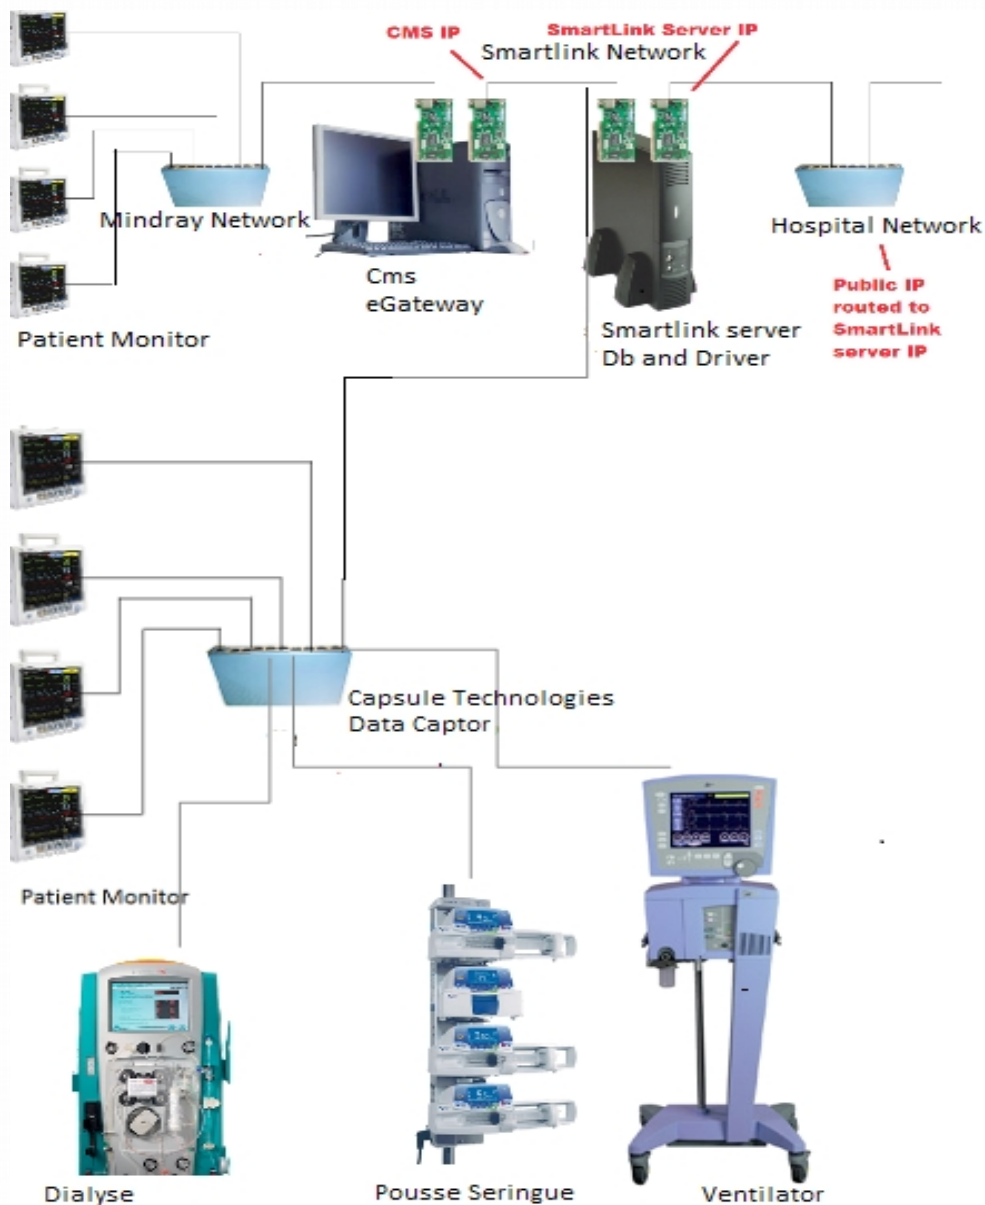 CMS IP
SmartLink Server IP
Smartlink Network
Mindray Network
Hospital Network
Cms
eGateway
Public IP
routed to
SmartLink
server IP
Patient Monitor
Smartlink server
Db and Driver
Capsule Technologies
Data Captor
Patient Monitor
Dialyse
Pousse Seringue
Ventilator